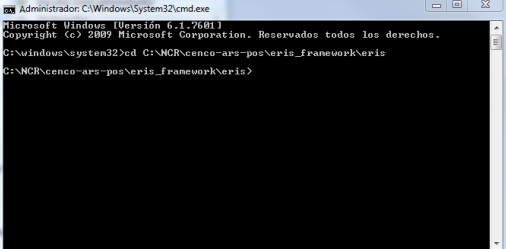 Administrador: C:\Windows\System32\cmd.exe
Microsoft Windows [Versión 6.1.7601]
Copyright (c) 2009 Microsoft Corporation. Reservados todos los derechos.
C:\windows\system32>cd C:\NCR\cenco-ars-pos\eris_framework\eris
C:\NCR\cenco-ars-pos\eris_framework\eris>